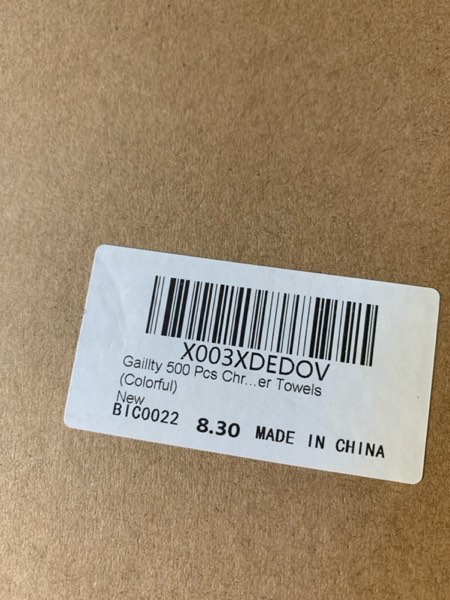 X003XDEDOV
Gaillty 500 Pcs Chr...er Towels
(Colorful)
New
BIC0022 8.30 MADE IN CHINA